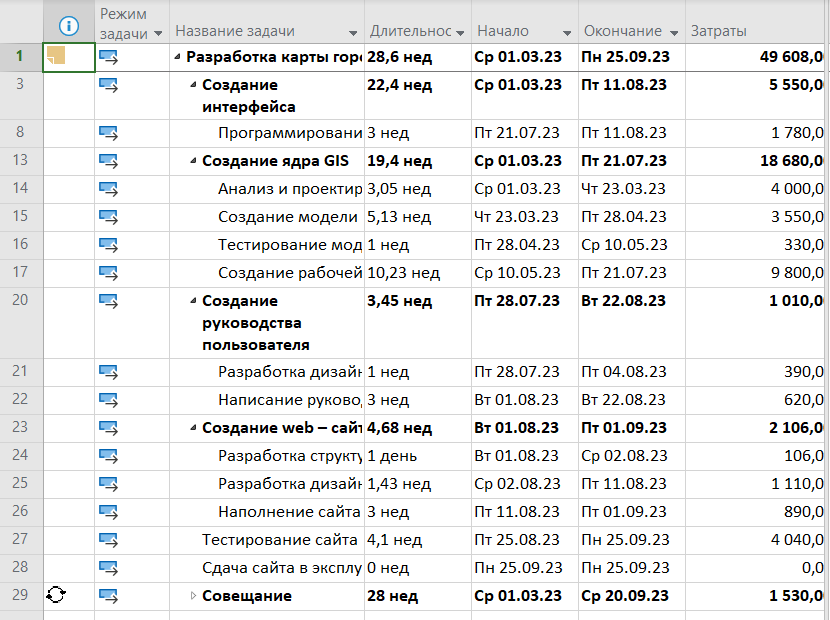 Режим задачи Название задачи Длительнос Начало Окончание Затраты
1 Разработка карты горо 28,6 нед Ср 01.03.23 Пн 25.09.23 49 608,0
3 Создание интерфейса 22,4 нед Ср 01.03.23 Пт 11.08.23 5 550,0
8 Программировани 3 нед Пт 21.07.23 Пт 11.08.23 1 780,0
13 Создание ядра GIS 19,4 нед Ср 01.03.23 Пт 21.07.23 18 680,0
14 Анализ и проектир 3,05 нед Ср 01.03.23 Чт 23.03.23 4 000,0
15 Создание модели 5,13 нед Чт 23.03.23 Пт 28.04.23 3 550,0
16 Тестирование мод 1 нед Пт 28.04.23 Ср 10.05.23 330,0
17 Создание рабочей 10,23 нед Ср 10.05.23 Пт 21.07.23 9 800,0
20 Создание руководства пользователя 3,45 нед Пт 28.07.23 Вт 22.08.23 1 010,0
21 Разработка дизайн 1 нед Пт 28.07.23 Пт 04.08.23 390,0
22 Написание руково, 3 нед Вт 01.08.23 Вт 22.08.23 620,0
23 Создание web – сайт 4,68 нед Вт 01.08.23 Пт 01.09.23 2 106,0
24 Разработка структу 1 день Вт 01.08.23 Ср 02.08.23 106,0
25 Разработка дизайн 1,43 нед Ср 02.08.23 Пт 11.08.23 1 110,0
26 Наполнение сайта 3 нед Пт 11.08.23 Пт 01.09.23 890,0
27 Тестирование сайта 4,1 нед Пт 25.08.23 Пн 25.09.23 4 040,0
28 Сдача сайта в эксплу 0 нед Пн 25.09.23 Пн 25.09.23 0,0
29 Совещание 28 нед Ср 01.03.23 Ср 20.09.23 1 530,0